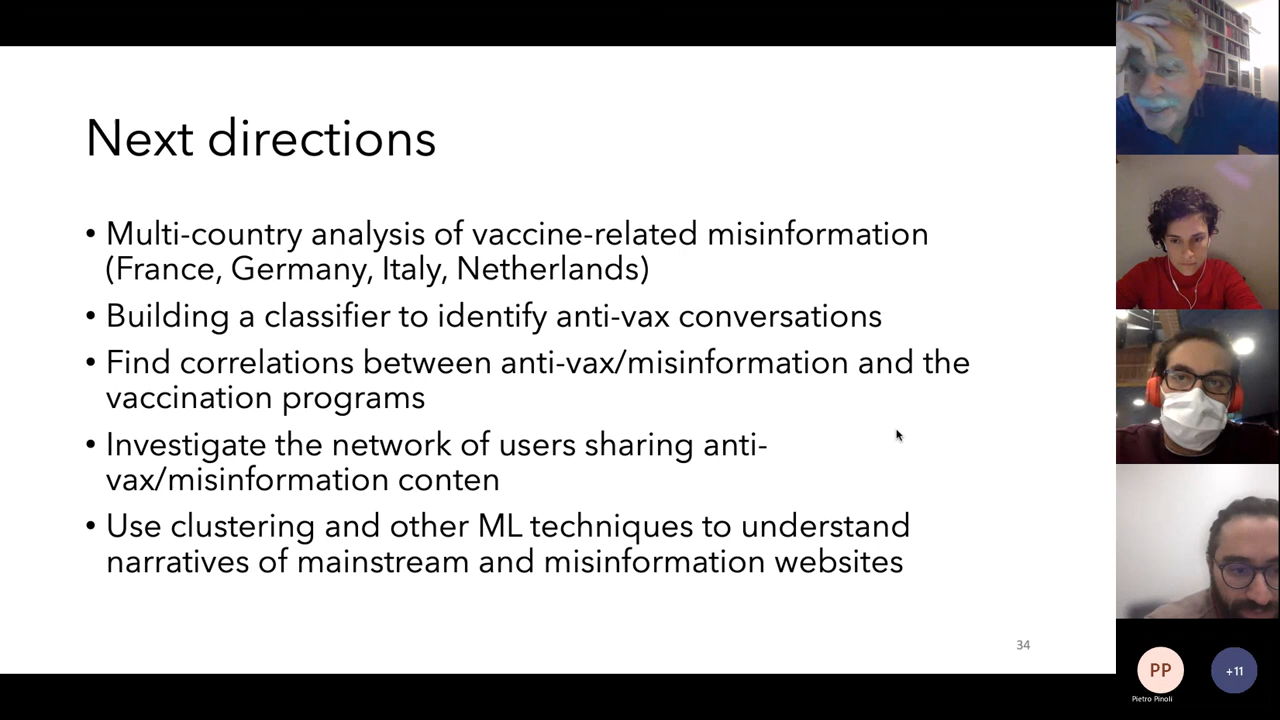 Next directions
• Multi-country analysis of vaccine-related misinformation
(France, Germany, Italy, Netherlands)
• Building a classifier to identify anti-vax conversations
• Find correlations between anti-vax/misinformation and the
vaccination programs
• Investigate the network of users sharing anti-
vax/misinformation conten
• Use clustering and other ML techniques to understand
narratives of mainstream and misinformation websites
34
PP
+11
Pietro Pinoli